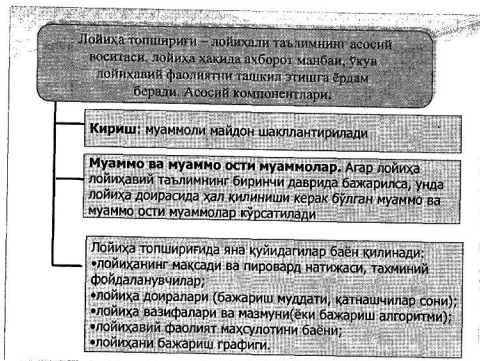 Лойиҳа топшириғи – лойиҳали таълимнинг асосий
воситаси, лойиҳа ҳақида ахборот манбаи, ўқув
лойиҳавий фаолиятни ташкил этишга ёрдам
беради. Асосий компонентлари.
Кириш: муаммоли майдон шакллантирилади
Муаммо ва муаммо ости муаммолар. Агар лойиҳа
лойиҳавий таълимнинг биринчи даврида бажарилса, унда
лойиҳа доирасида ҳал қилиниши керак бўлган муаммо ва
муаммо ости муаммолар кўрсатилади
Лойиҳа топшириғида яна қуйидагилар баён қилинади:
•лойиҳанинг мақсади ва пировард натижаси, тахминий
фойдаланувчилар;
•лойиҳа доиралари (бажариш муддати, қатнашчилар сони);
•лойиҳа вазифалари ва мазмуни(ёки бажариш алгоритми);
•лойиҳавий фаолият маҳсулотини баёни;
•лойиҳани бажариш графиги.